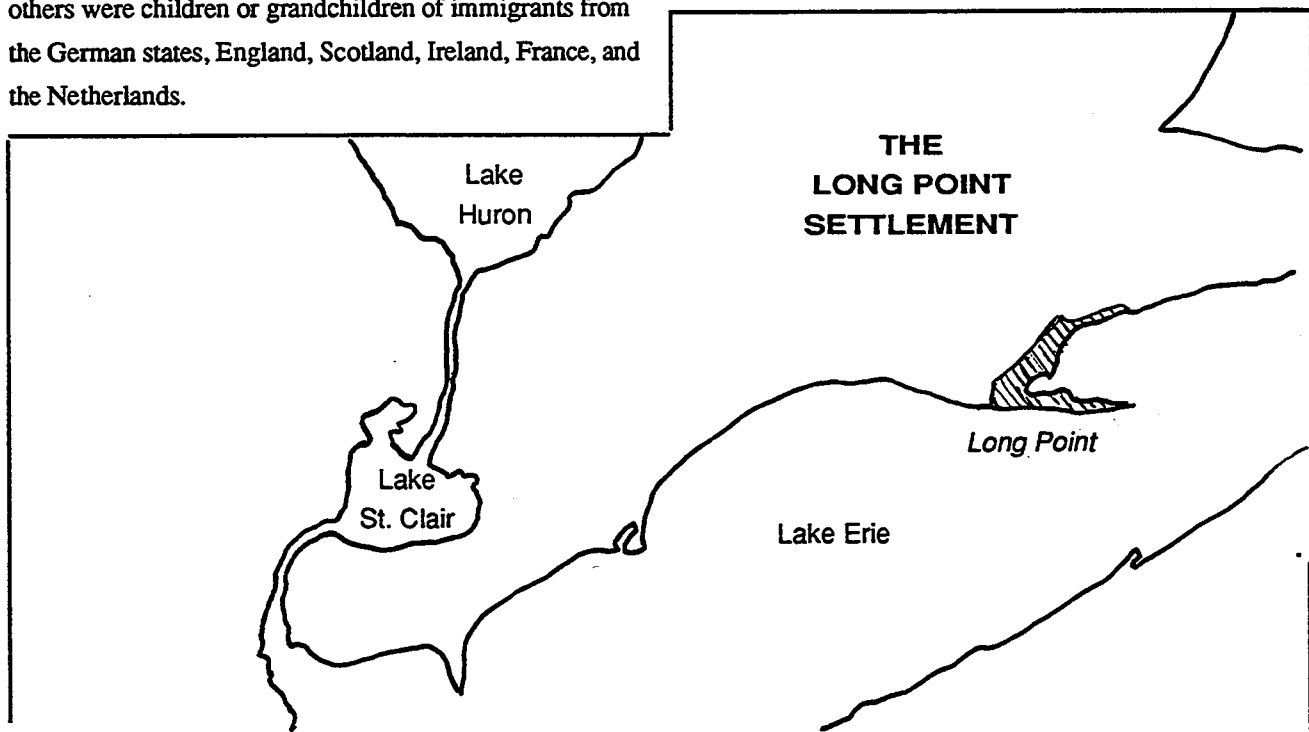 others were children or grandchildren of immigrants from
the German states, England, Scotland, Ireland, France, and
the Netherlands.
THE
LONG POINT
SETTLEMENT
Lake
Huron
Long Point
Lake
St. Clair
Lake Erie